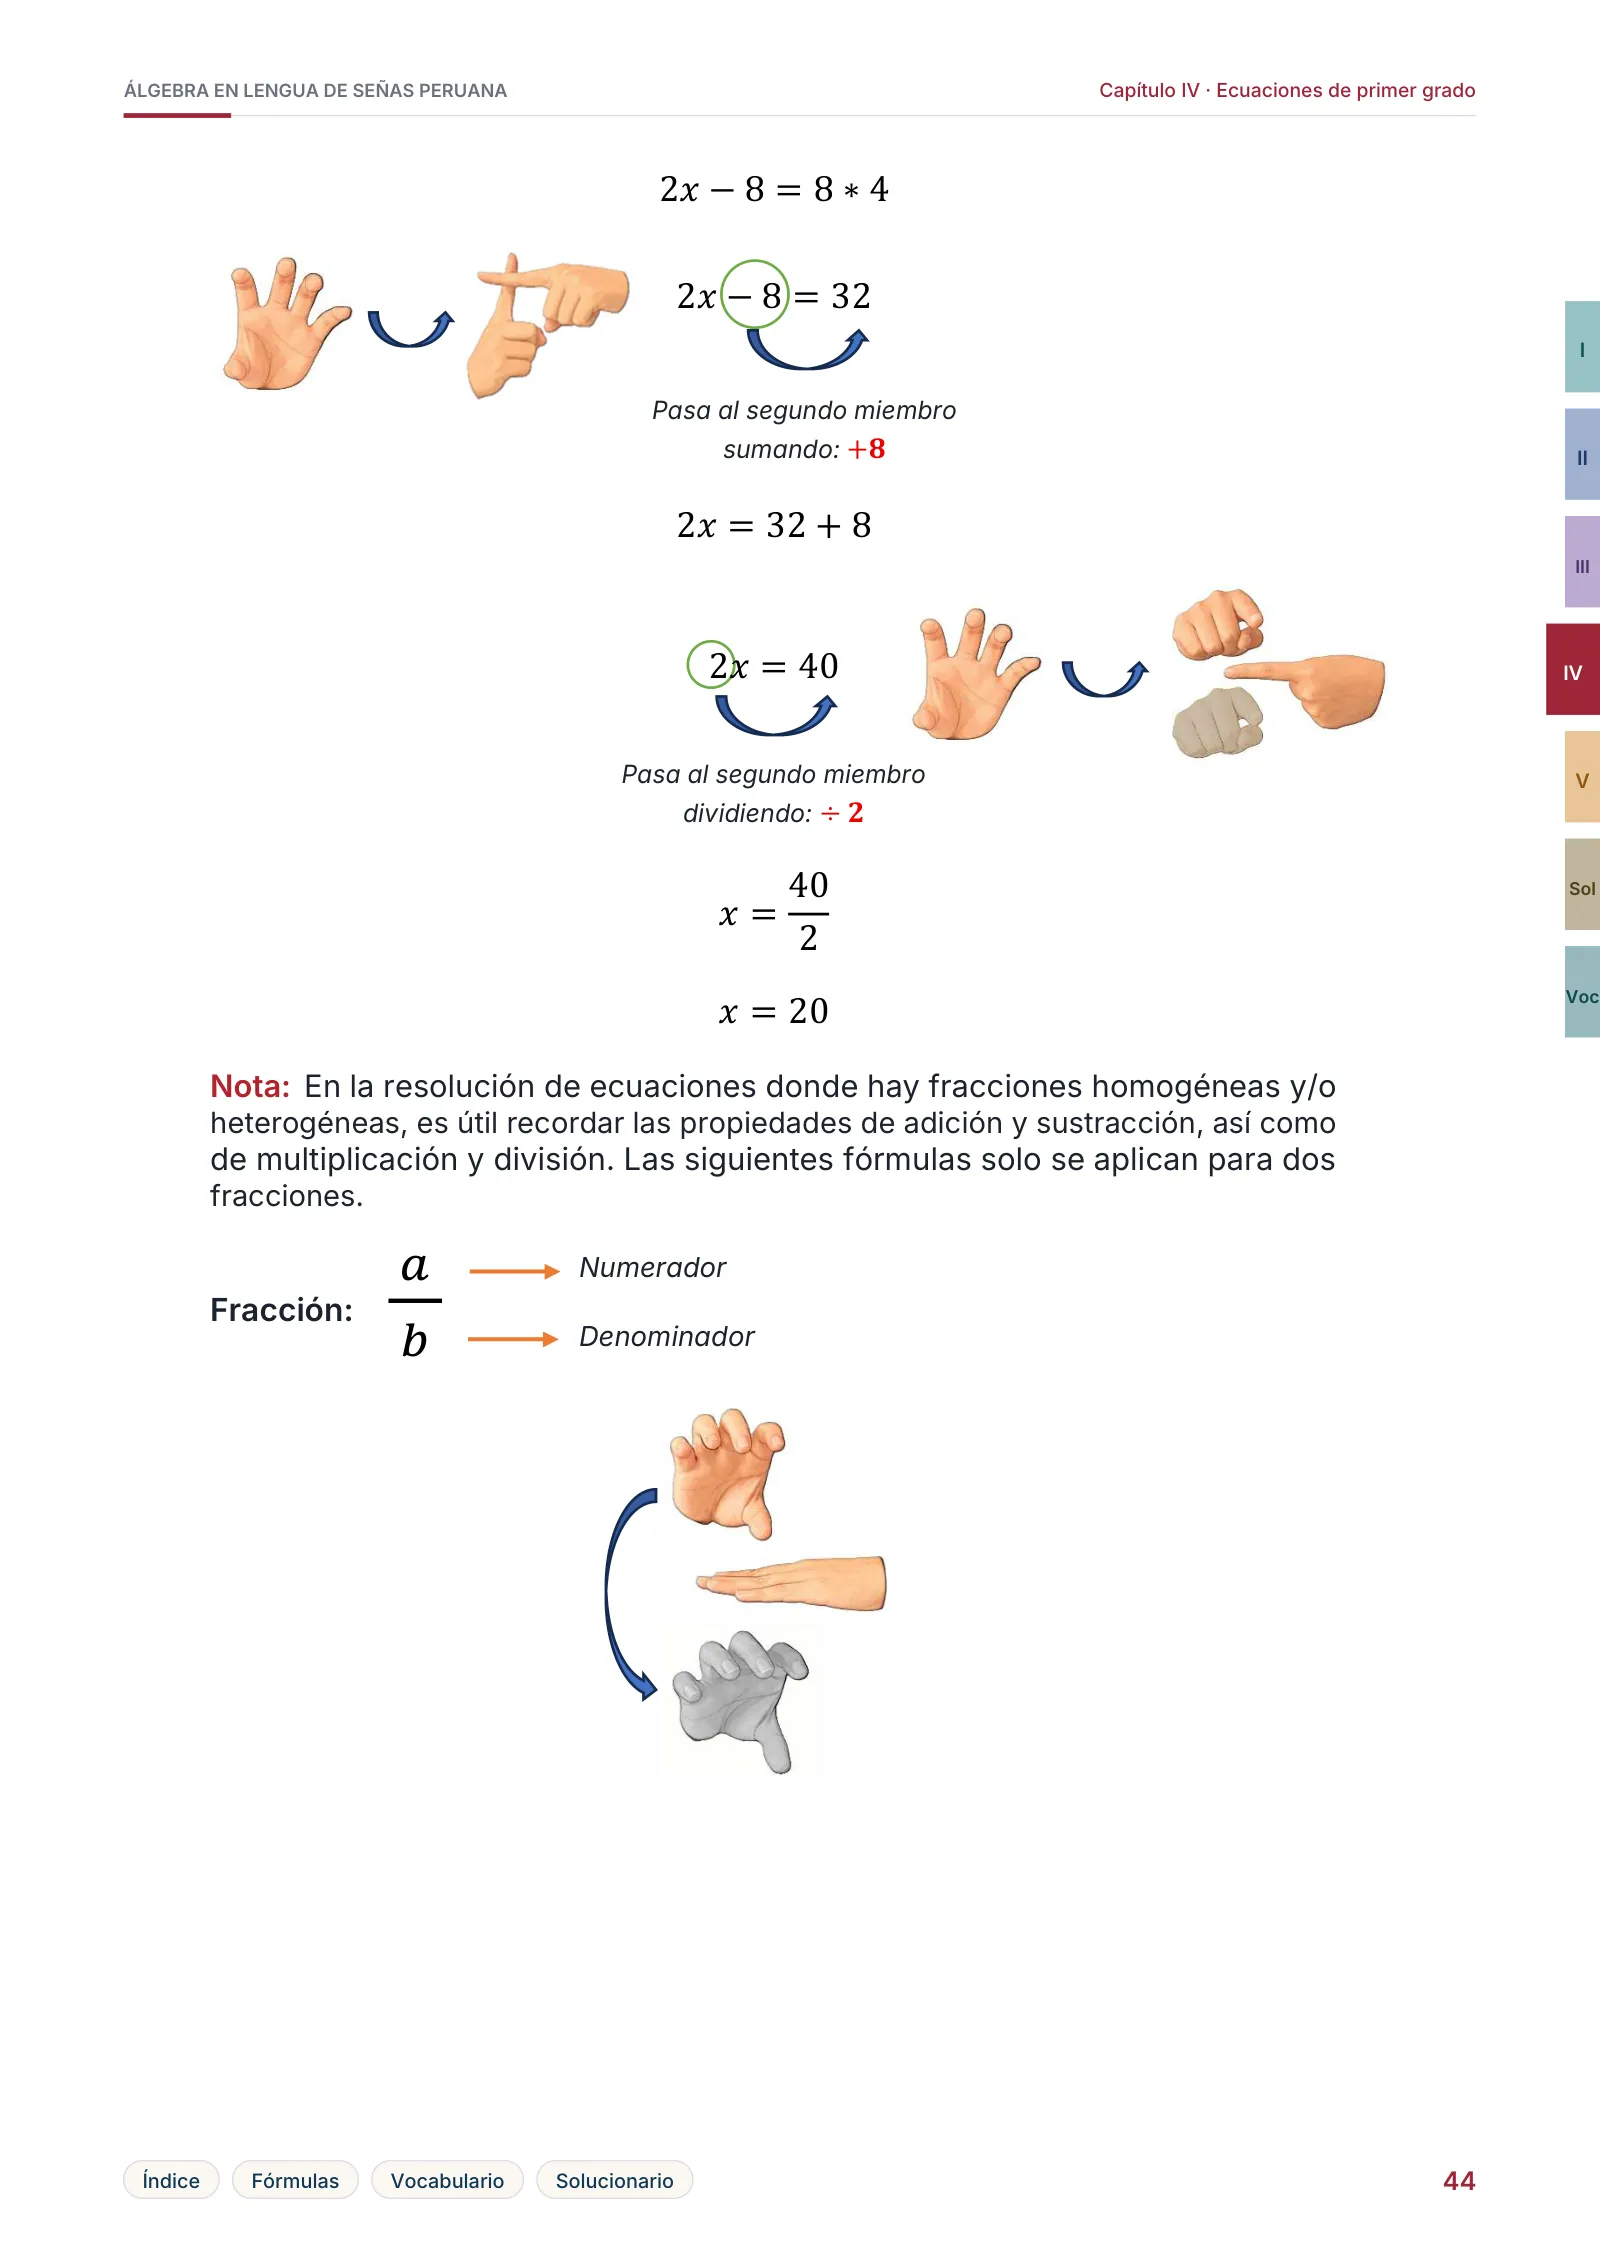 ÁLGEBRA EN LENGUA DE SEÑAS PERUANA
Capítulo IV · Ecuaciones de primer grado
2x − 8 = 8 ∗ 4
2x − 8 = 32
Pasa al segundo miembro
sumando: +8
2x = 32 + 8
2x = 40
Pasa al segundo miembro
dividiendo: ÷ 2
x = 40/2
x = 20
Nota: En la resolución de ecuaciones donde hay fracciones homogéneas y/o
heterogéneas, es útil recordar las propiedades de adición y sustracción, así como
de multiplicación y división. Las siguientes fórmulas solo se aplican para dos
fracciones.
Fracción:
a
Numerador
b
Denominador
I
II
III
IV
V
Sol
Voc
Índice
Fórmulas
Vocabulario
Solucionario
44